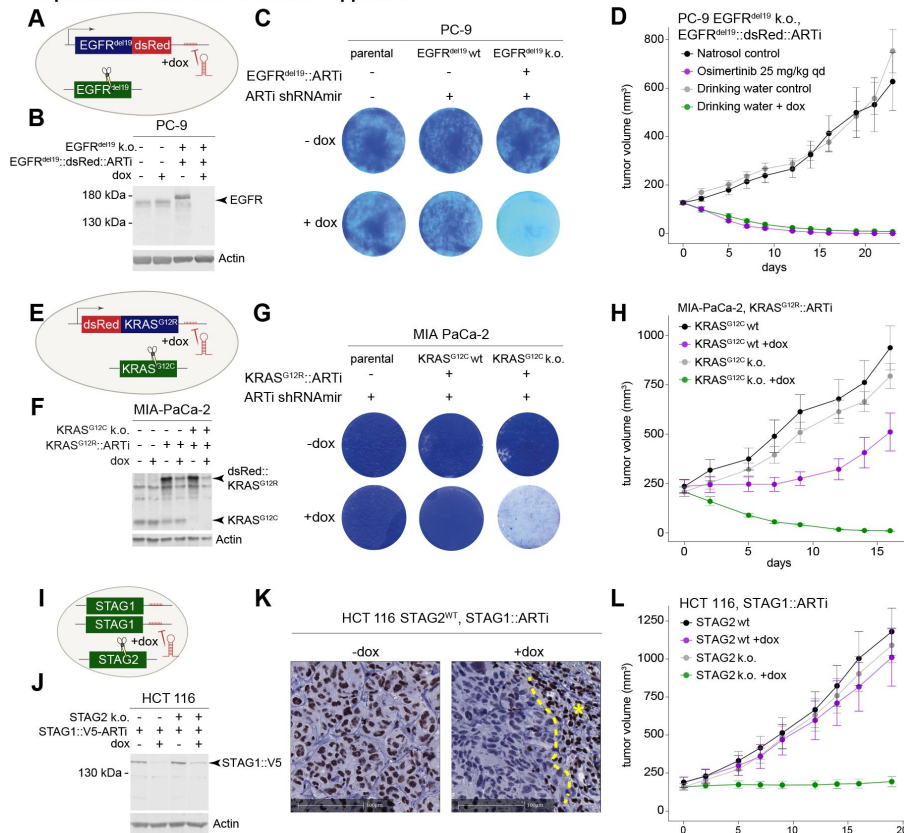 A
EGFRdel19 dsRed
+dox
EGFRdel19
B
PC-9
EGFRdel19 k.o. - - + +
EGFRdel19::dsRed::ARTi - - + +
dox - + - +
180 kDa
EGFR
130 kDa
Actin
C
PC-9
parental EGFRdel19 wt EGFRdel19 k.o.
EGFRdel19::ARTi - - +
ARTi shRNAmir - + +
- dox
+ dox
D
PC-9 EGFRdel19 k.o.,
EGFRdel19::dsRed::ARTi
Natrosol control
Osimertinib 25 mg/kg qd
Drinking water control
Drinking water + dox
tumor volume (mm3)
800
600
400
200
0
0 5 10 15 20
days
E
dsRed KRASG12R
+dox
KRASG12C
F
MIA-PaCa-2
KRASG12C k.o. - - - - + +
KRASG12R::ARTi - - + + + +
dox - + - + - +
dsRed::
KRASG12R
KRASG12C
Actin
G
MIA PaCa-2
parental KRASG12C wt KRASG12C k.o.
KRASG12R::ARTi - + +
ARTi shRNAmir + + +
-dox
+dox
H
MIA-PaCa-2, KRASG12R::ARTi
KRASG12C wt
KRASG12C wt +dox
KRASG12C k.o.
KRASG12C k.o. +dox
tumor volume (mm3)
1000
750
500
250
0
0 5 10 15
days
I
STAG1
STAG1
+dox
STAG2
J
HCT 116
STAG2 k.o. - - + +
STAG1::V5-ARTi + + + +
dox - + - +
STAG1::V5
130 kDa
Actin
K
HCT 116 STAG2WT, STAG1::ARTi
-dox
+dox
*
100µm
100µm
L
HCT 116, STAG1::ARTi
STAG2 wt
STAG2 wt +dox
STAG2 k.o.
STAG2 k.o. +dox
tumor volume (mm3)
1250
1000
750
500
250
0
0 5 10 15 20
days